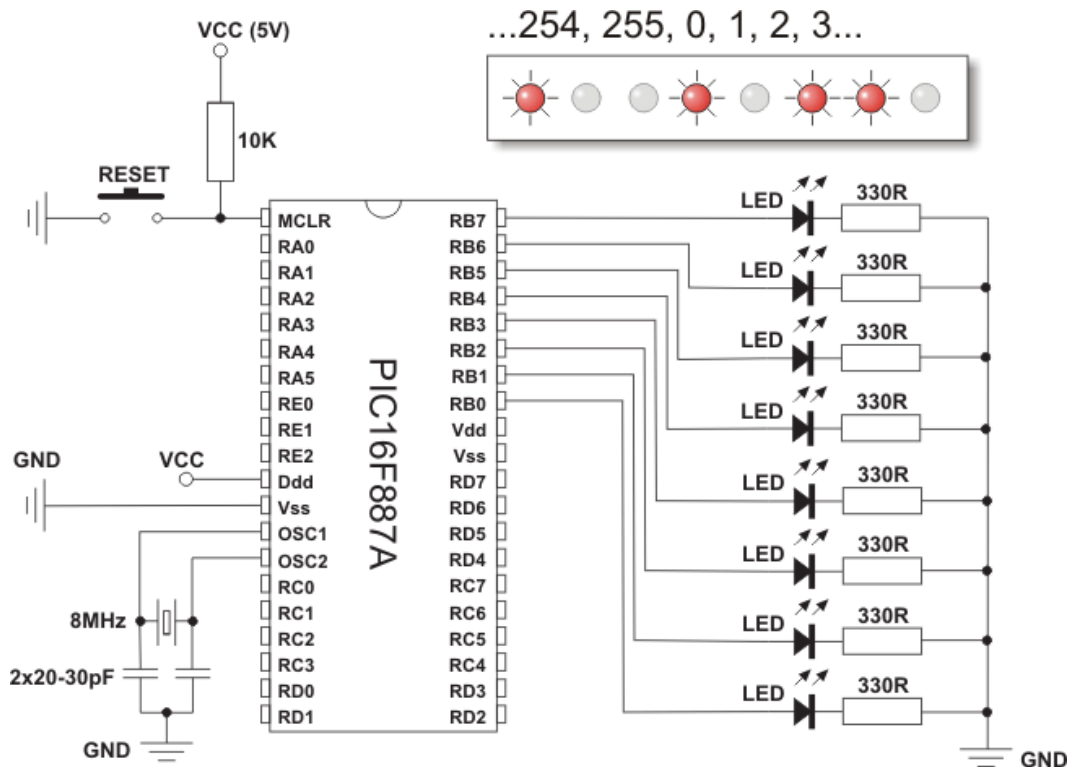 VCC (5V)
...254, 255, 0, 1, 2, 3...
10K
RESET
MCLR
RA0
RA1
RA2
RA3
RA4
RA5
RE0
RE1
RE2
Ddd
Vss
OSC1
OSC2
RC0
RC1
RC2
RC3
RD0
RD1
PIC16F887A
RB7
RB6
RB5
RB4
RB3
RB2
RB1
RB0
Vdd
Vss
RD7
RD6
RD5
RD4
RC7
RC6
RC5
RC4
RD3
RD2
LED 330R
LED 330R
LED 330R
LED 330R
LED 330R
LED 330R
LED 330R
LED 330R
GND
VCC
8MHz
2x20-30pF
GND
GND